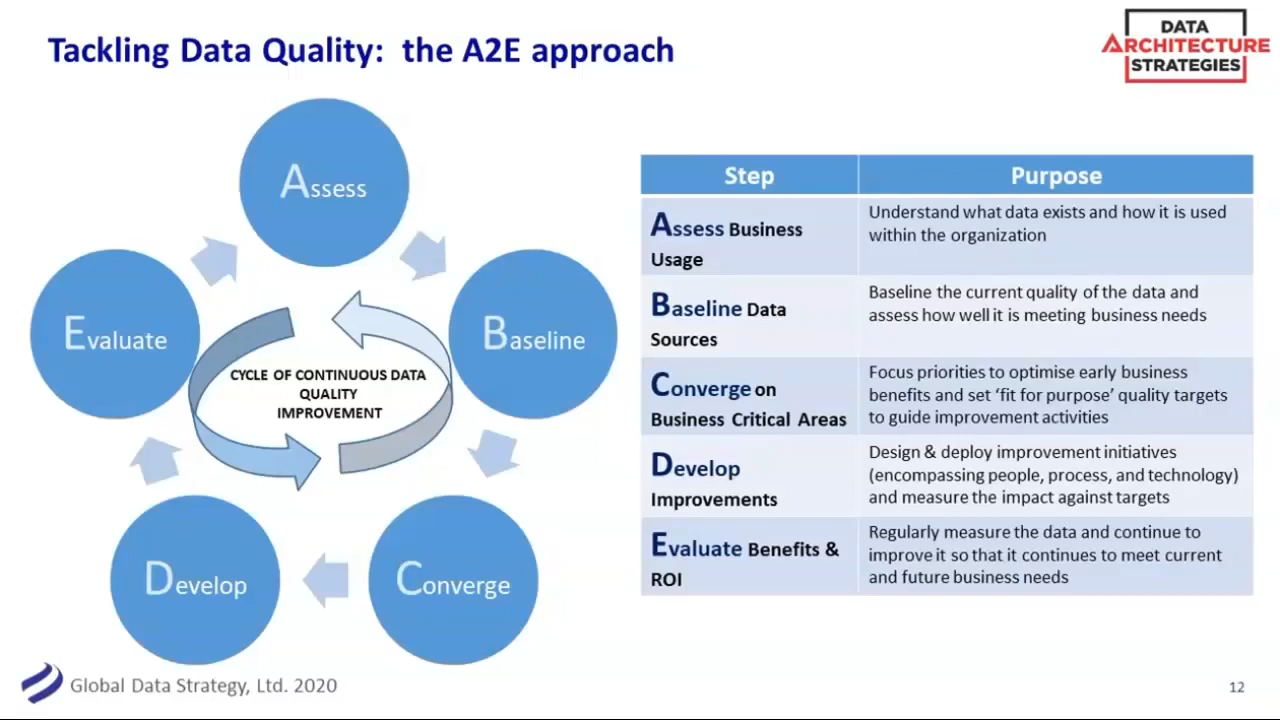 Tackling Data Quality: the A2E approach
DATA
ARCHITECTURE
STRATEGIES
Assess
Baseline
Converge
Develop
Evaluate
CYCLE OF CONTINUOUS DATA
QUALITY
IMPROVEMENT
Step
Purpose
Assess Business
Usage
Understand what data exists and how it is used
within the organization
Baseline Data
Sources
Baseline the current quality of the data and
assess how well it is meeting business needs
Converge on
Business Critical Areas
Focus priorities to optimise early business
benefits and set ‘fit for purpose’ quality targets
to guide improvement activities
Develop
Improvements
Design & deploy improvement initiatives
(encompassing people, process, and technology)
and measure the impact against targets
Evaluate Benefits &
ROI
Regularly measure the data and continue to
improve it so that it continues to meet current
and future business needs
Global Data Strategy, Ltd. 2020
12